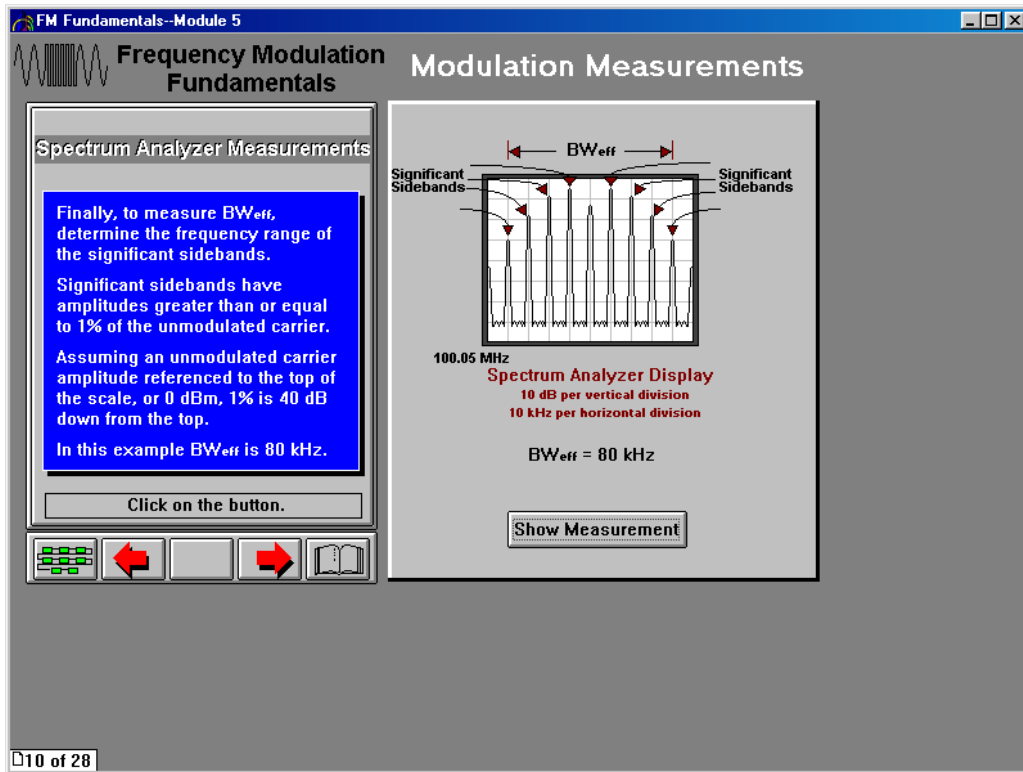 FM Fundamentals--Module 5
Frequency Modulation
Fundamentals
Modulation Measurements
Spectrum Analyzer Measurements
Finally, to measure BWeff,
determine the frequency range of
the significant sidebands.
Significant sidebands have
amplitudes greater than or equal
to 1% of the unmodulated carrier.
Assuming an unmodulated carrier
amplitude referenced to the top of
the scale, or 0 dBm, 1% is 40 dB
down from the top.
In this example BWeff is 80 kHz.
Click on the button.
BWeff
Significant
Sidebands
Significant
Sidebands
100.05 MHz
Spectrum Analyzer Display
10 dB per vertical division
10 kHz per horizontal division
BWeff = 80 kHz
Show Measurement
10 of 28